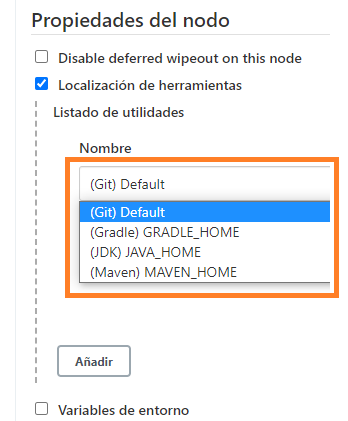 Propiedades del nodo
Disable deferred wipeout on this node
Localización de herramientas
Listado de utilidades
Nombre
(Git) Default
(Git) Default
(Gradle) GRADLE_HOME
(JDK) JAVA_HOME
(Maven) MAVEN_HOME
Añadir
Variables de entorno